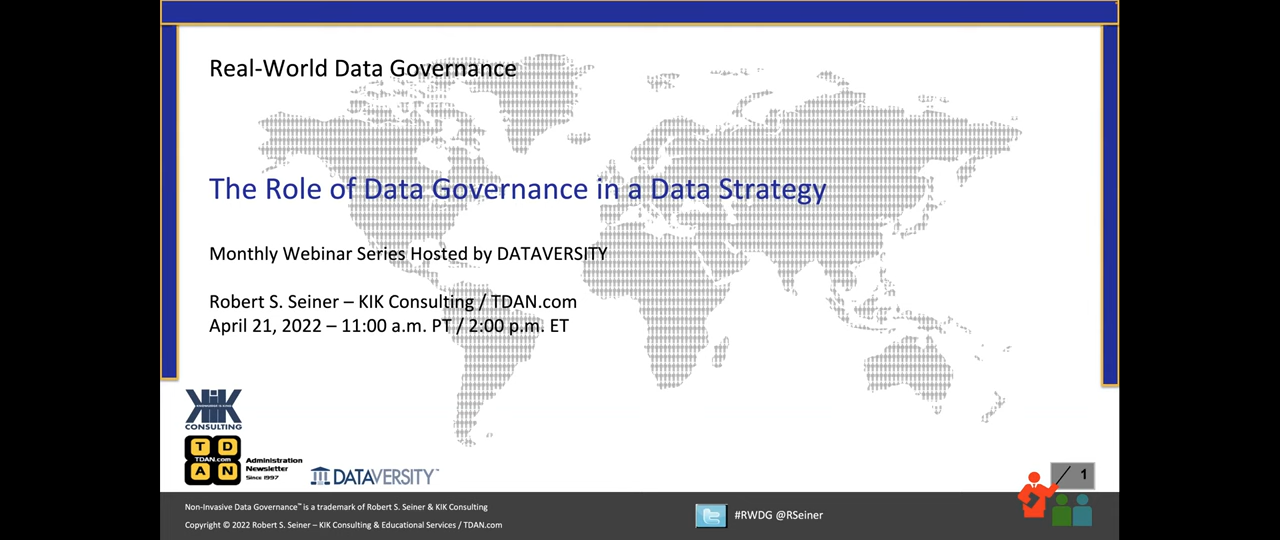 Real-World Data Governance
The Role of Data Governance in a Data Strategy
Monthly Webinar Series Hosted by DATAVERSITY
Robert S. Seiner – KIK Consulting / TDAN.com
April 21, 2022 – 11:00 a.m. PT / 2:00 p.m. ET
KIK
CONSULTING
T D
TDAN.com
A N
Administration
Newsletter
Since 1997
DATAVERSITY™
1
Non-Invasive Data Governance™ is a trademark of Robert S. Seiner & KIK Consulting
Copyright © 2022 Robert S. Seiner – KIK Consulting & Educational Services / TDAN.com
#RWDG @RSeiner